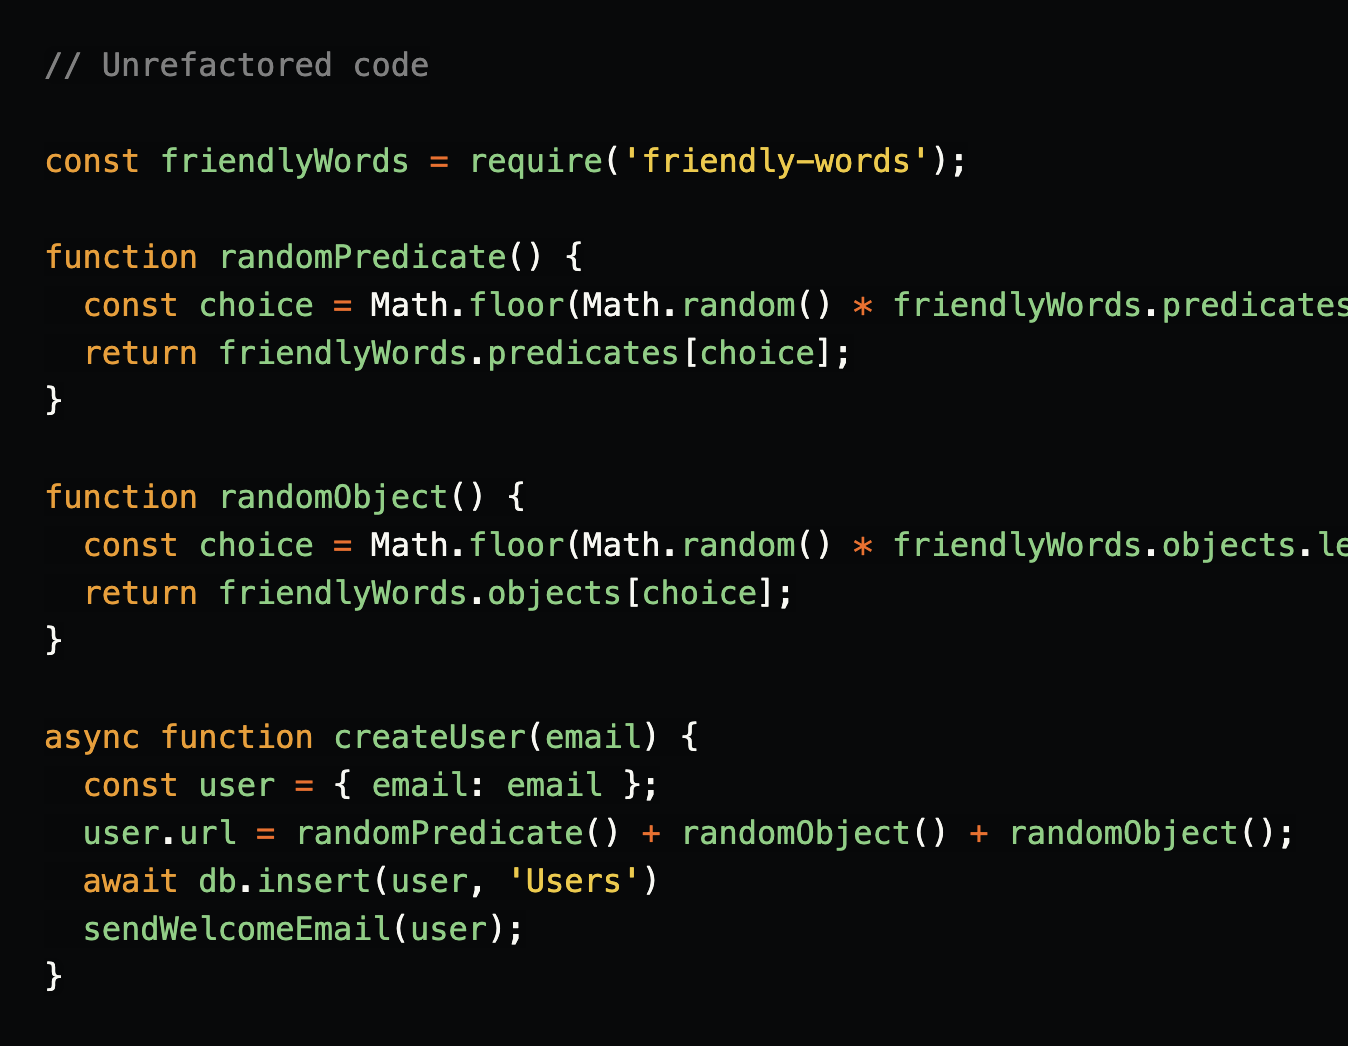 // Unrefactored code
const friendlyWords = require('friendly-words');
function randomPredicate() {
  const choice = Math.floor(Math.random() * friendlyWords.predicates
  return friendlyWords.predicates[choice];
}
function randomObject() {
  const choice = Math.floor(Math.random() * friendlyWords.objects.le
  return friendlyWords.objects[choice];
}
async function createUser(email) {
  const user = { email: email };
  user.url = randomPredicate() + randomObject() + randomObject();
  await db.insert(user, 'Users')
  sendWelcomeEmail(user);
}